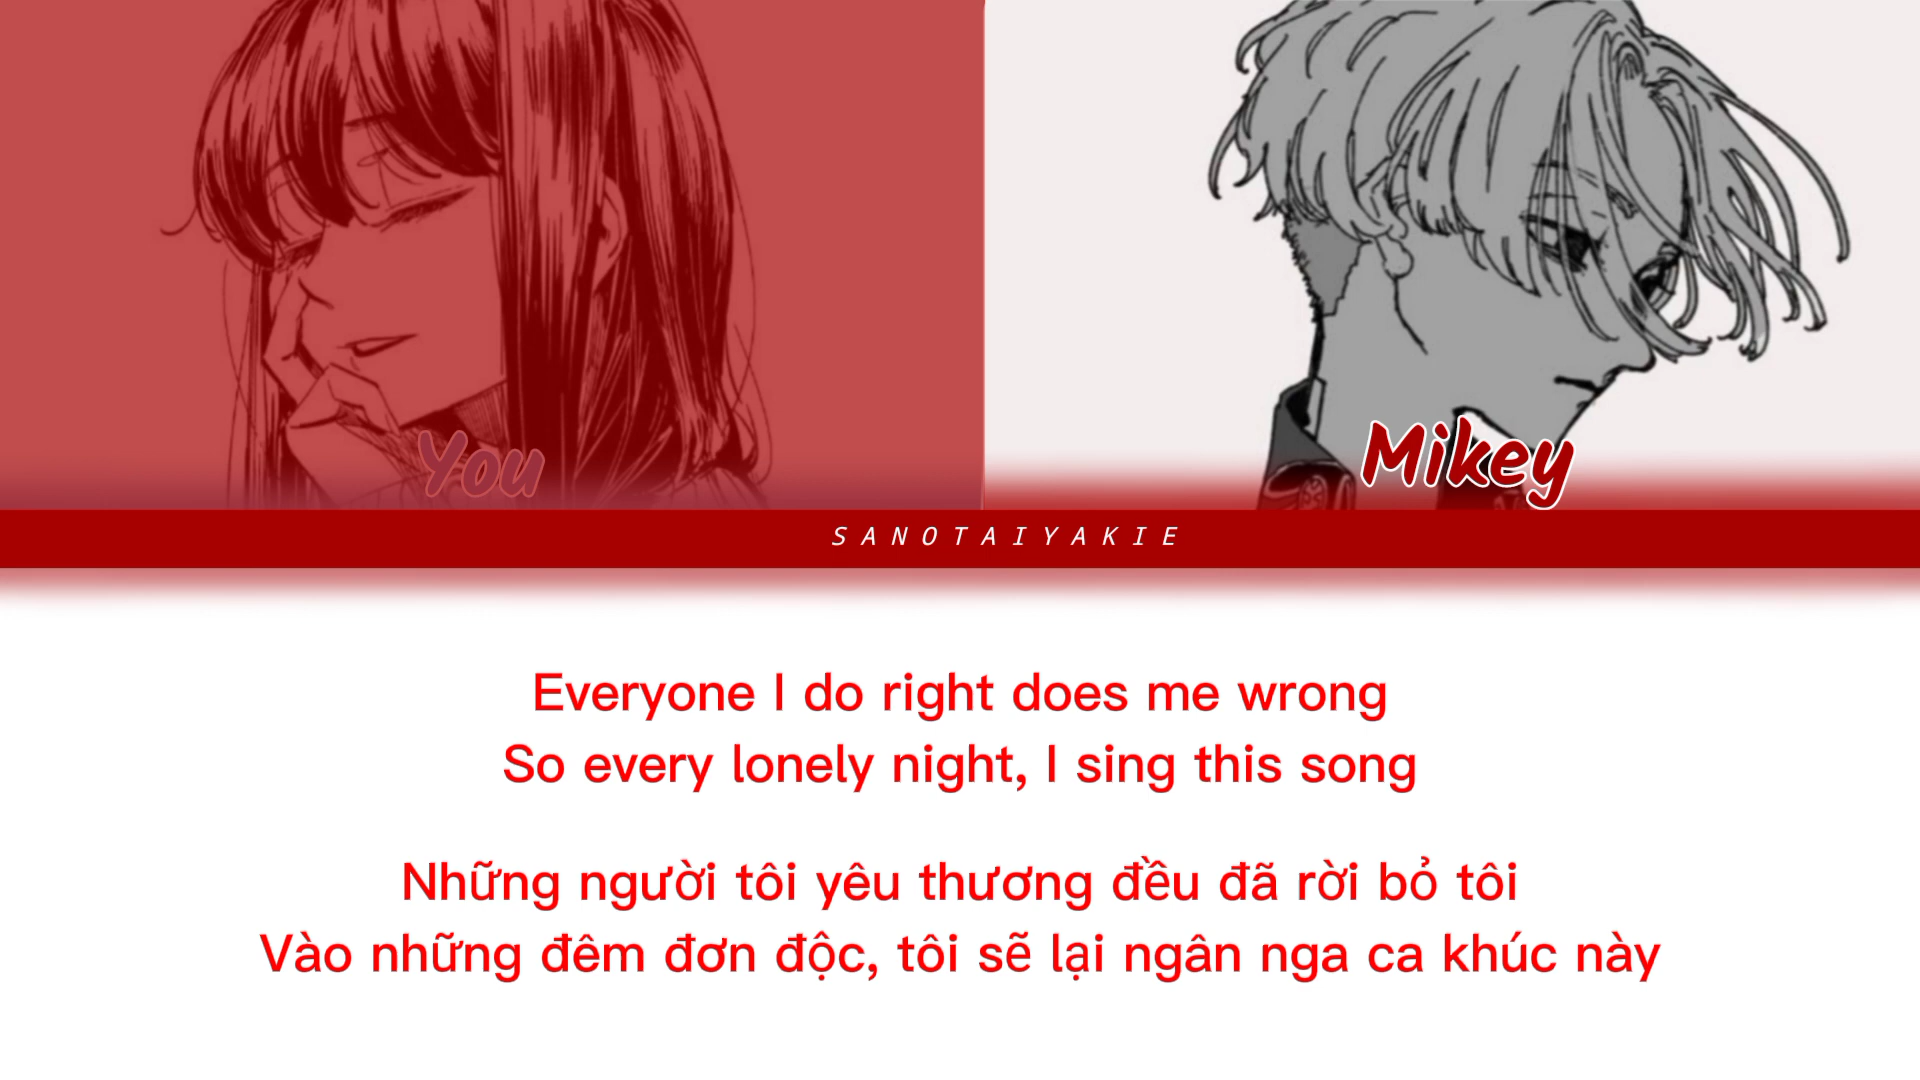 You
Mikey
SANOTAIYAKIE
Everyone I do right does me wrong
So every lonely night, I sing this song
Những người tôi yêu thương đều đã rời bỏ tôi
Vào những đêm đơn độc, tôi sẽ lại ngân nga ca khúc này